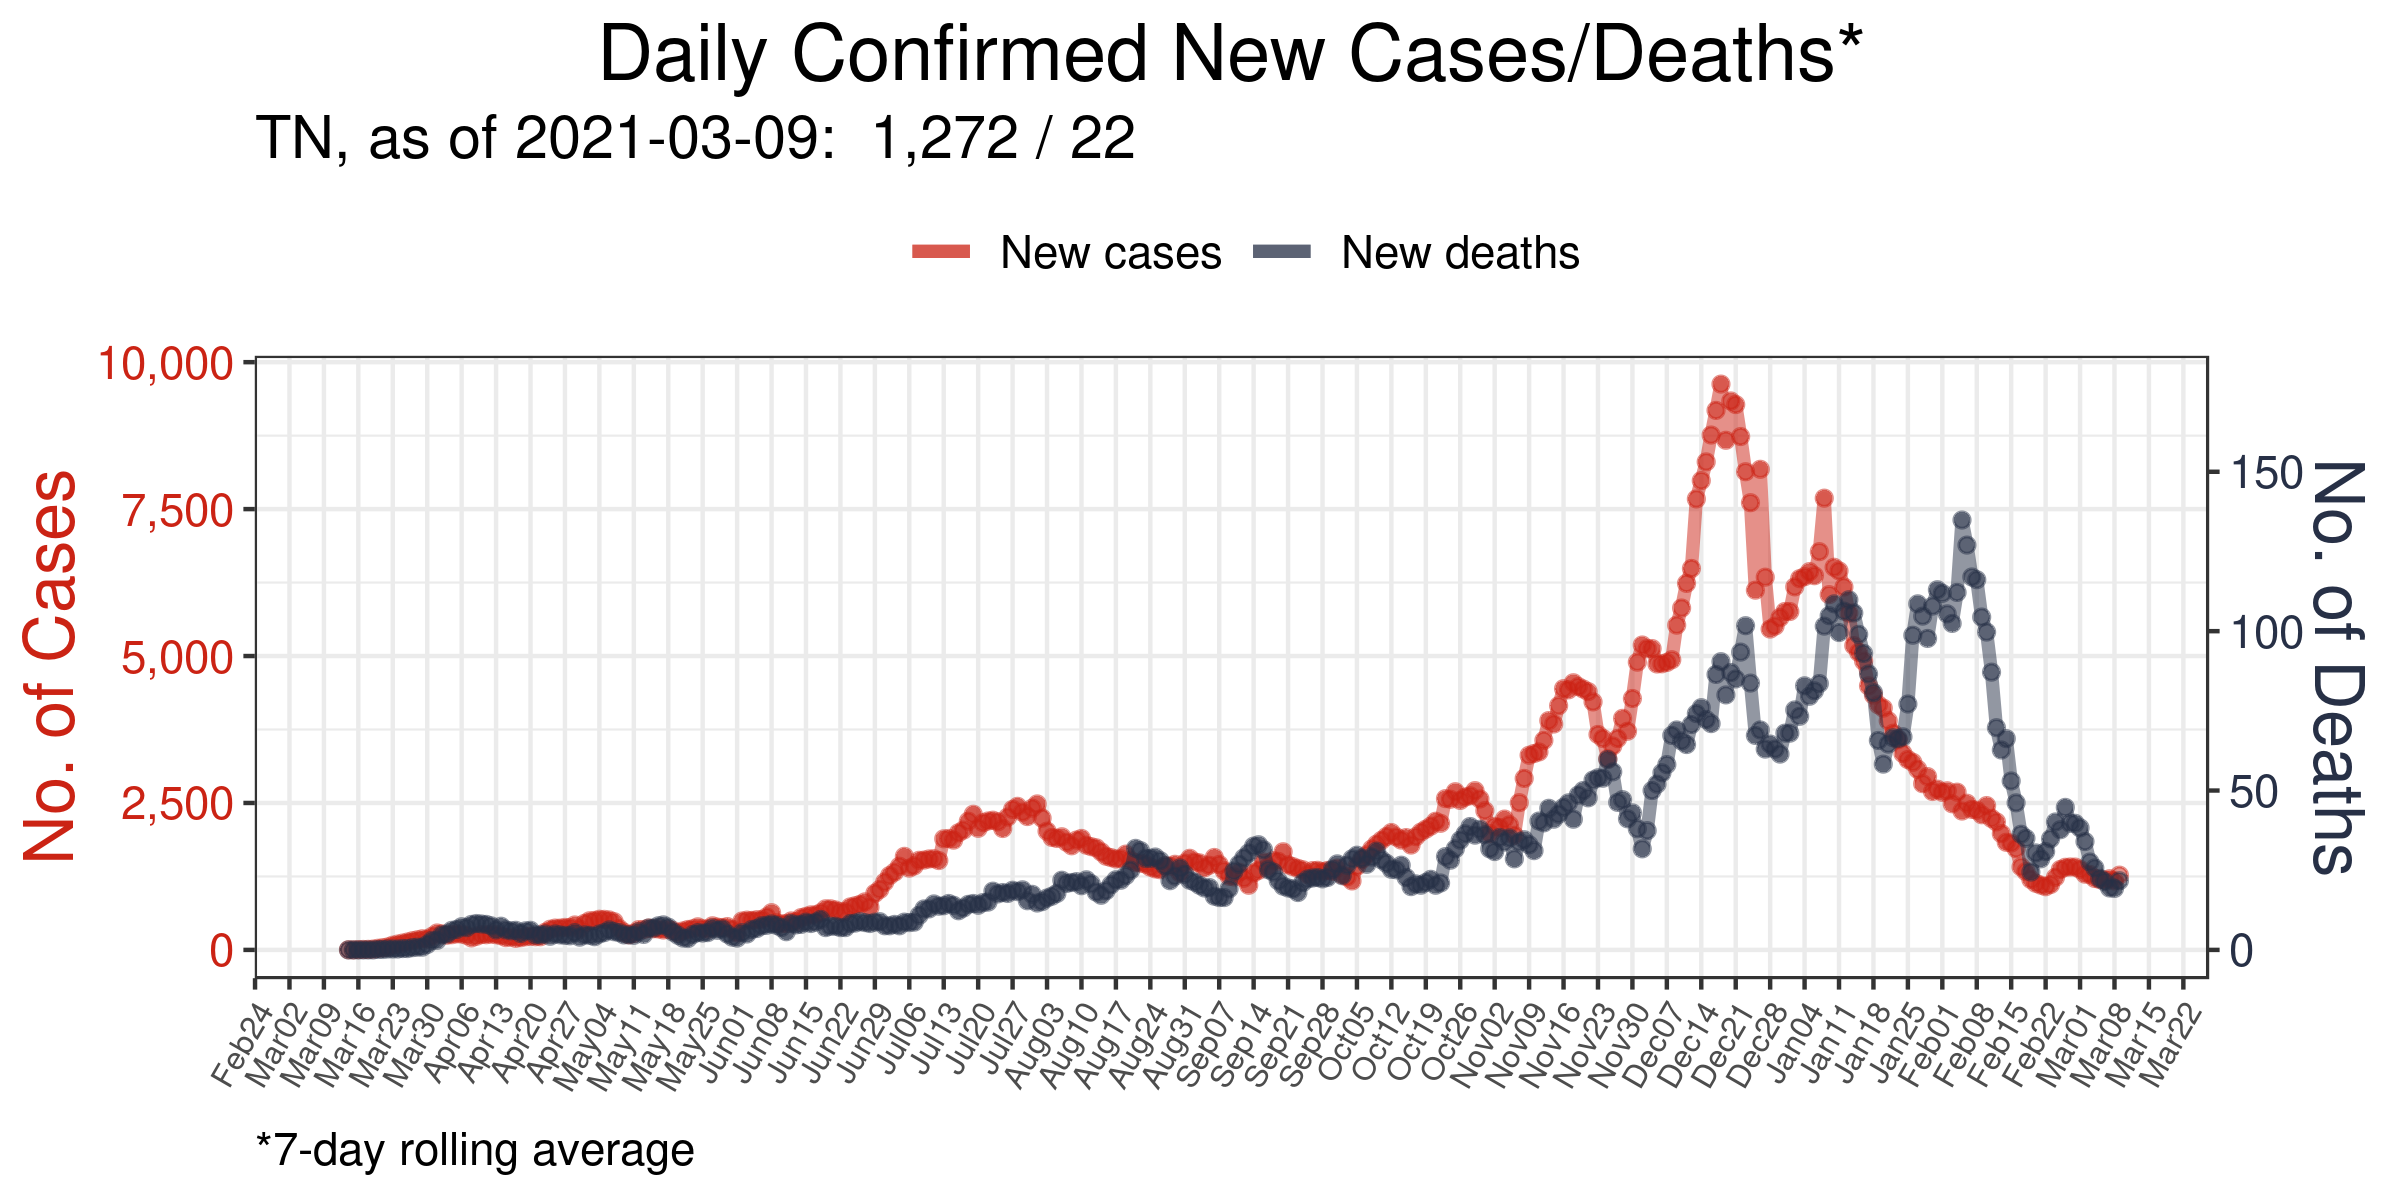 Daily Confirmed New Cases/Deaths*
TN, as of 2021-03-09:  1,272 / 22
New cases
New deaths
No. of Cases
10,000
7,500
5,000
2,500
0
150
100
50
0
No. of Deaths
Feb24
Mar02
Mar09
Mar16
Mar23
Mar30
Apr06
Apr13
Apr20
Apr27
May04
May11
May18
May25
Jun01
Jun08
Jun15
Jun22
Jun29
Jul06
Jul13
Jul20
Jul27
Aug03
Aug10
Aug17
Aug24
Aug31
Sep07
Sep14
Sep21
Sep28
Oct05
Oct12
Oct19
Oct26
Nov02
Nov09
Nov16
Nov23
Nov30
Dec07
Dec14
Dec21
Dec28
Jan04
Jan11
Jan18
Jan25
Feb01
Feb08
Feb15
Feb22
Mar01
Mar08
Mar15
Mar22
*7-day rolling average